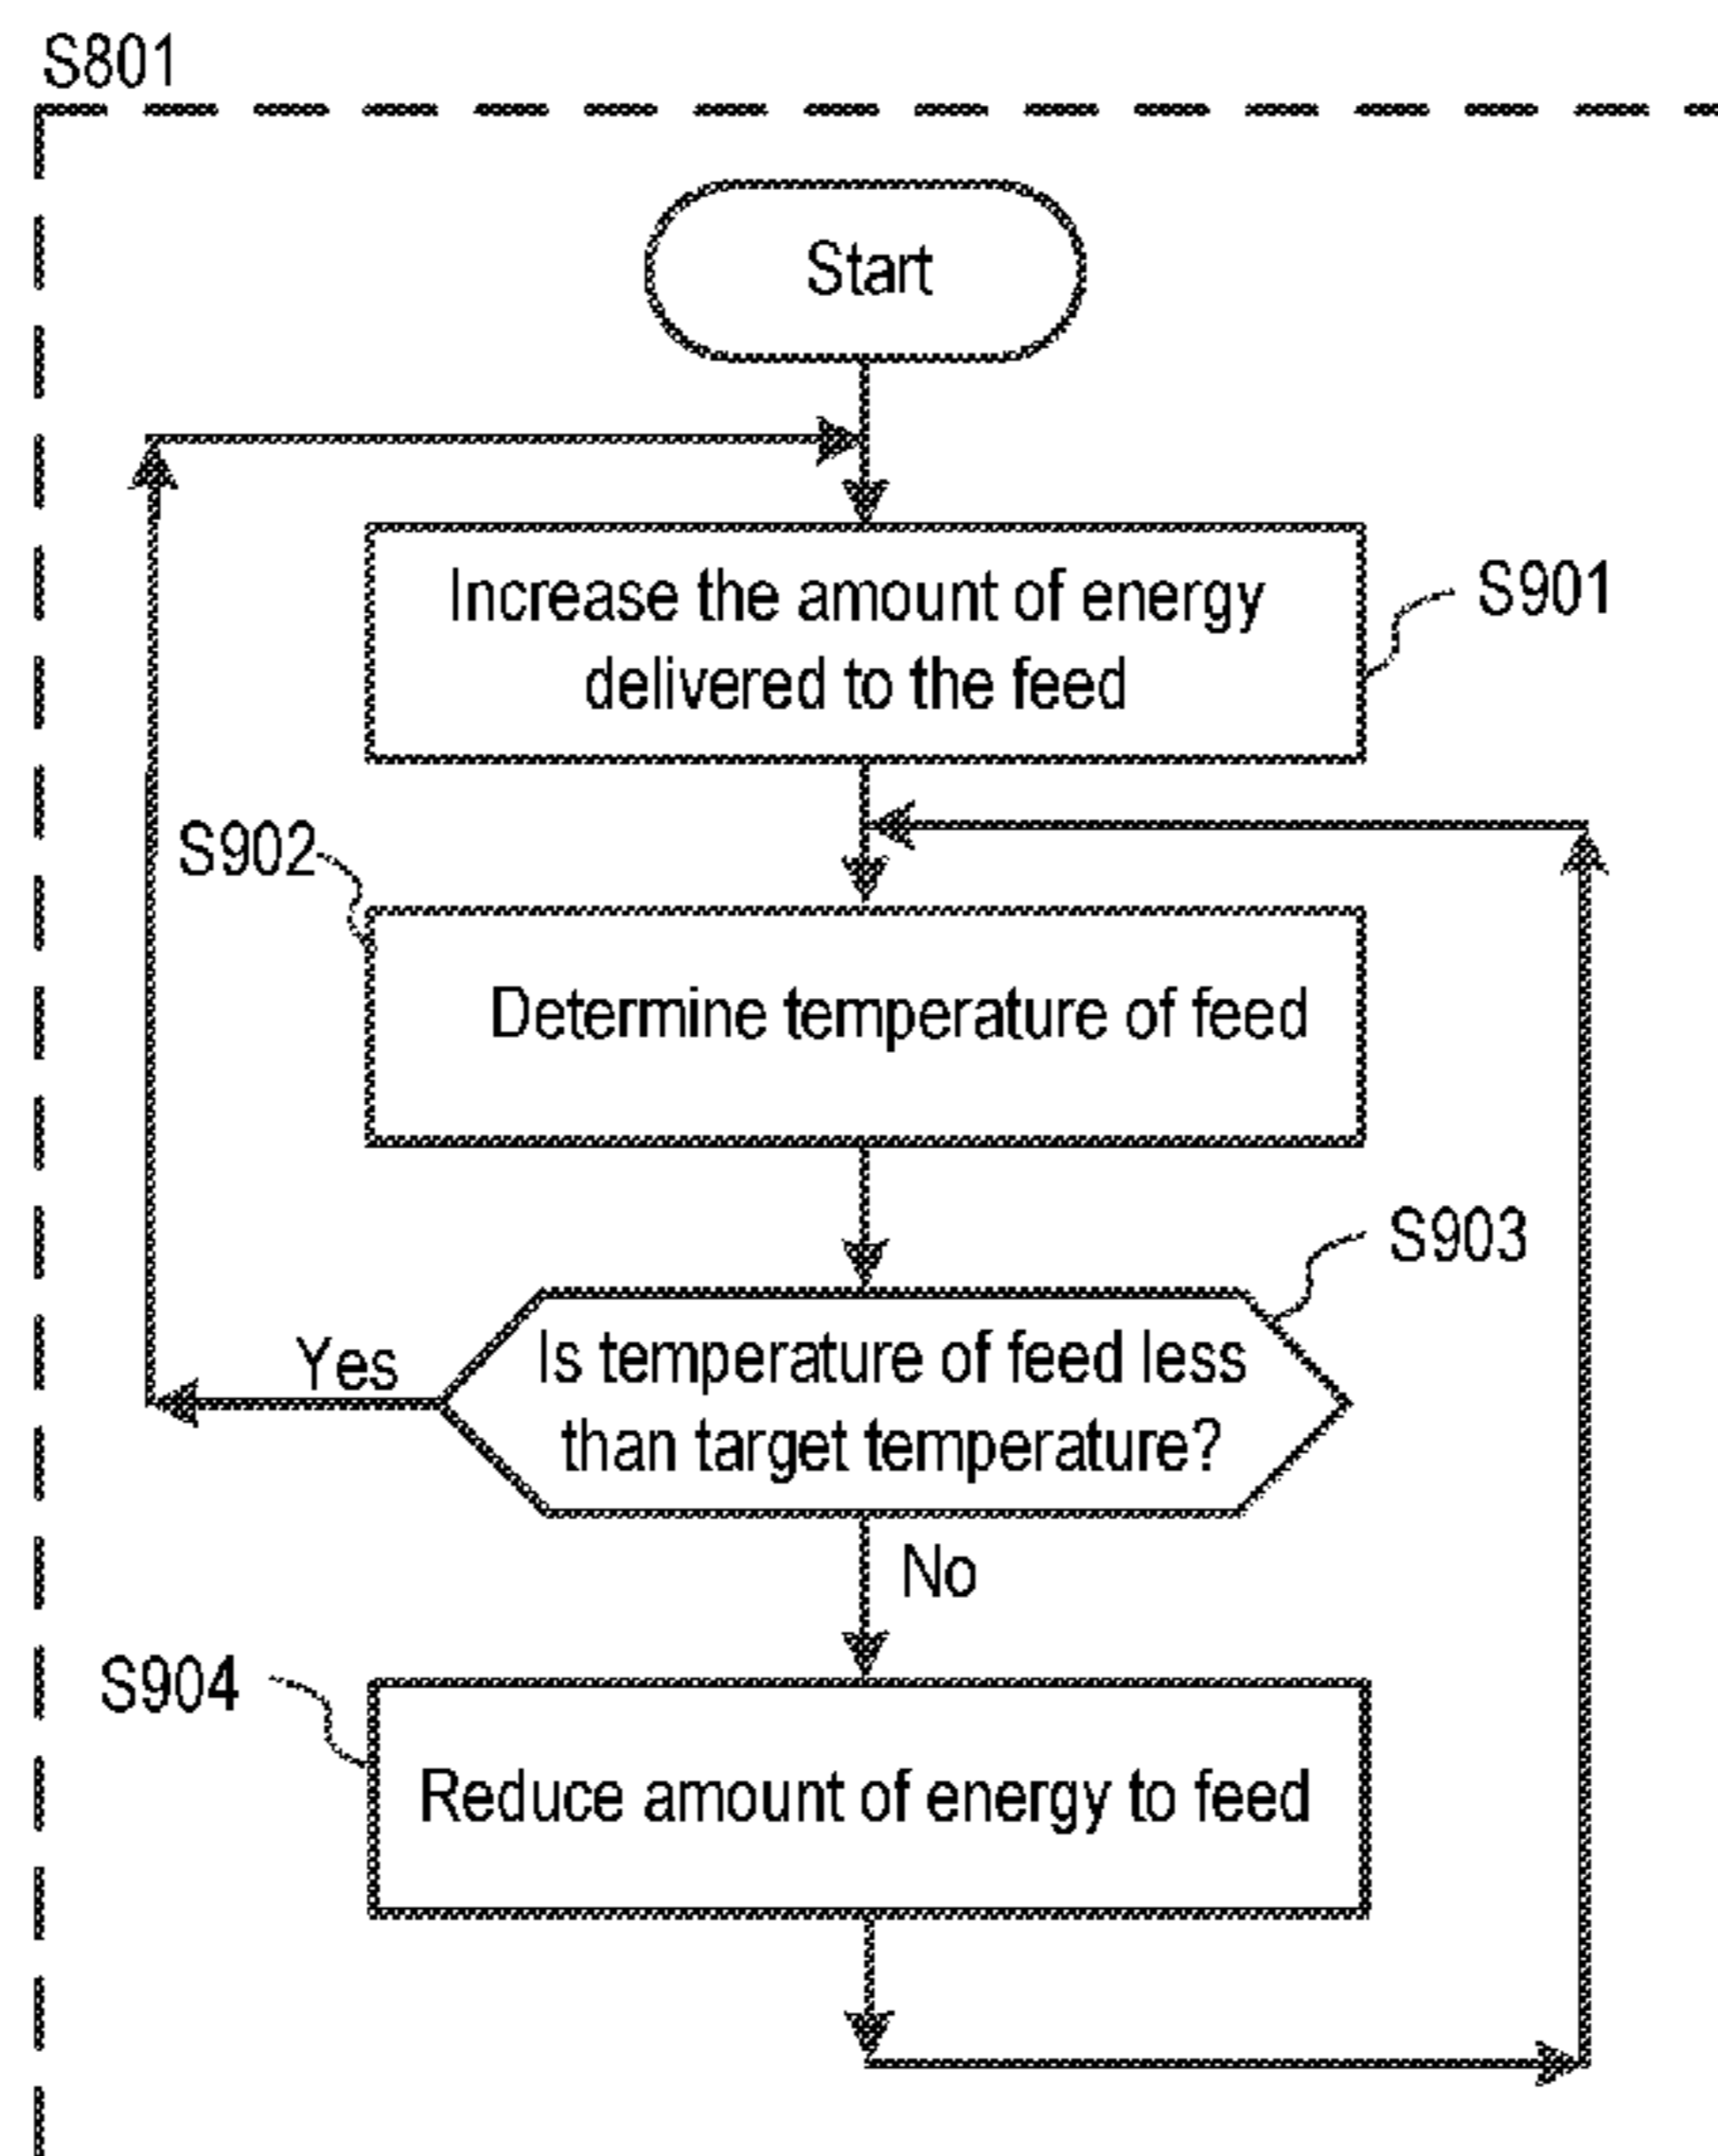 S801
Start
Increase the amount of energy
delivered to the feed
S901
S902
Determine temperature of feed
S903
Is temperature of feed less
than target temperature?
Yes
No
S904
Reduce amount of energy to feed